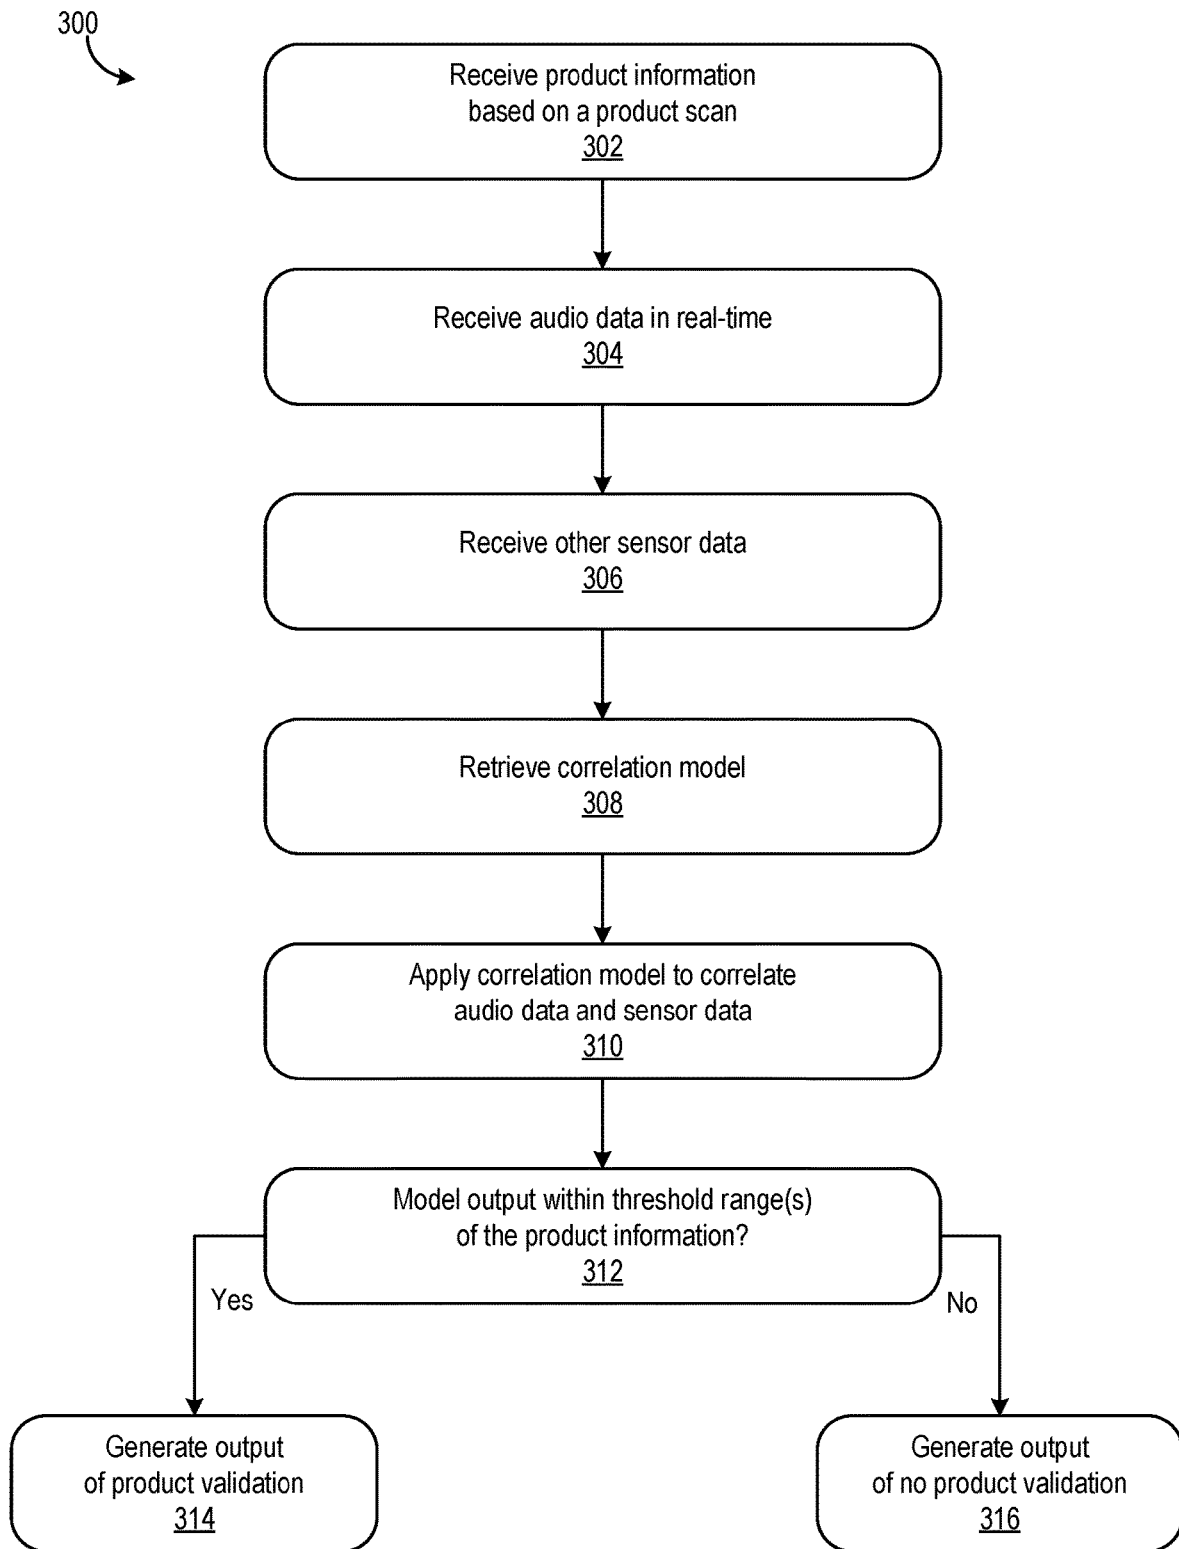 300
Receive product information
based on a product scan
302
Receive audio data in real-time
304
Receive other sensor data
306
Retrieve correlation model
308
Apply correlation model to correlate
audio data and sensor data
310
Model output within threshold range(s)
of the product information?
312
Yes
No
Generate output
of product validation
314
Generate output
of no product validation
316